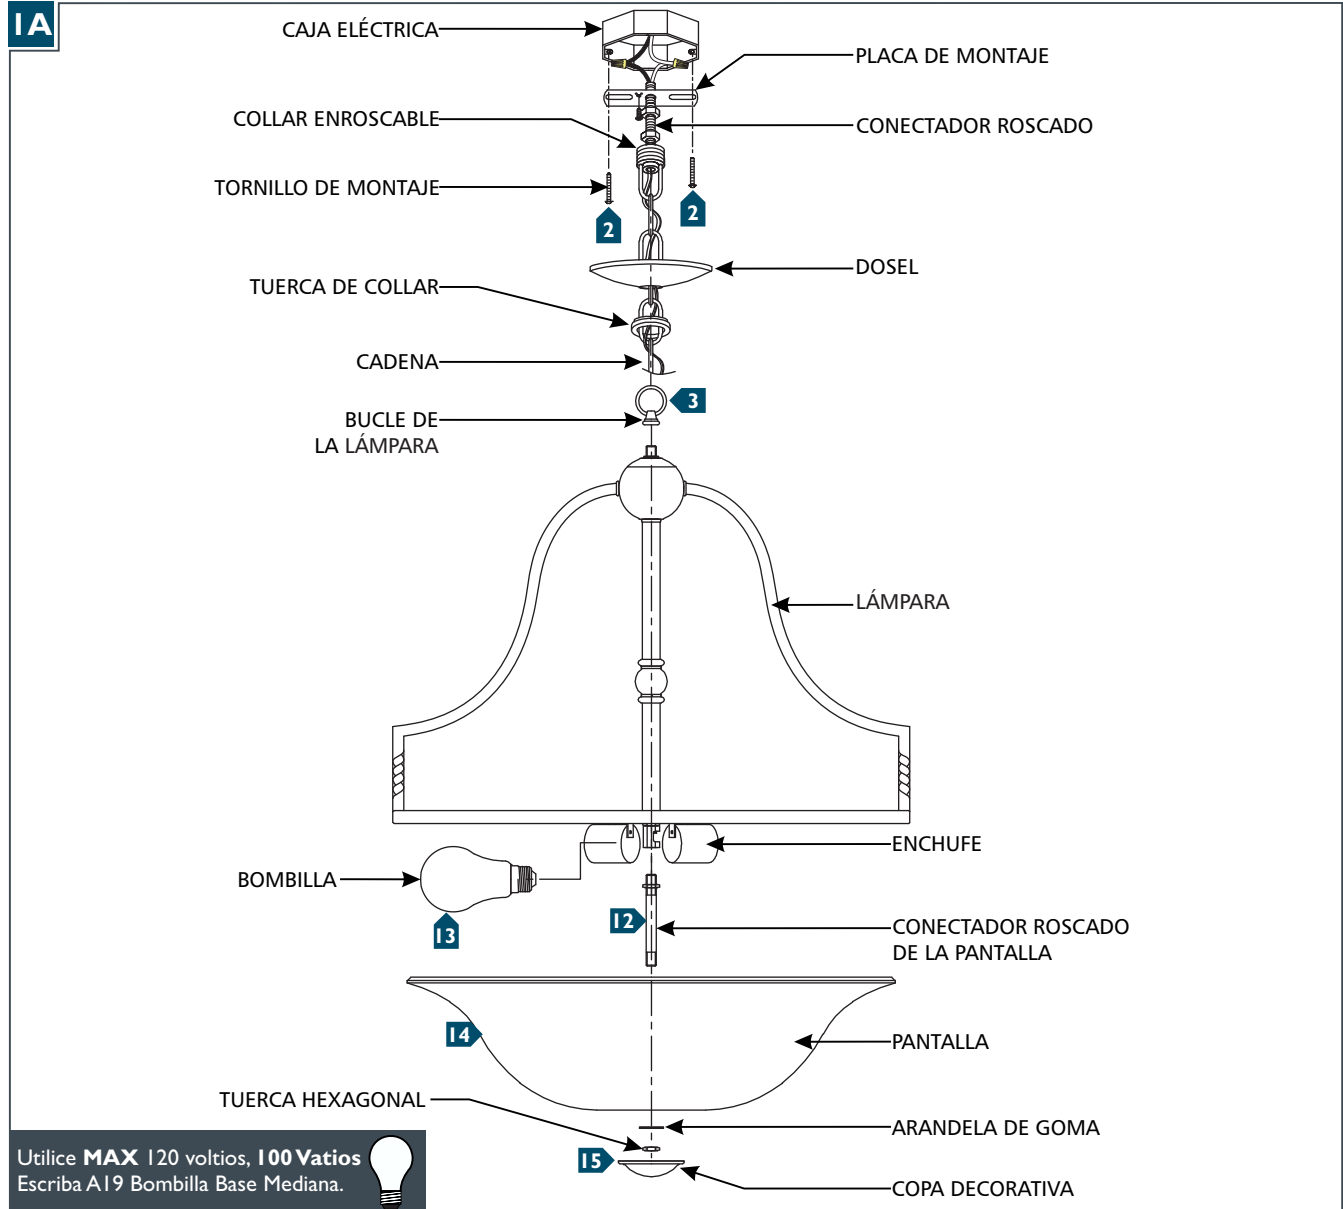 1A
CAJA ELÉCTRICA
PLACA DE MONTAJE
COLLAR ENROSCABLE
CONECTADOR ROSCADO
TORNILLO DE MONTAJE
2
2
DOSEL
TUERCA DE COLLAR
CADENA
3
BUCLE DE
LA LÁMPARA
LÁMPARA
ENCHUFE
BOMBILLA
13
12
CONECTADOR ROSCADO
DE LA PANTALLA
14
PANTALLA
TUERCA HEXAGONAL
ARANDELA DE GOMA
15
COPA DECORATIVA
Utilice MAX 120 voltios, 100 Vatios
Escriba A19 Bombilla Base Mediana.